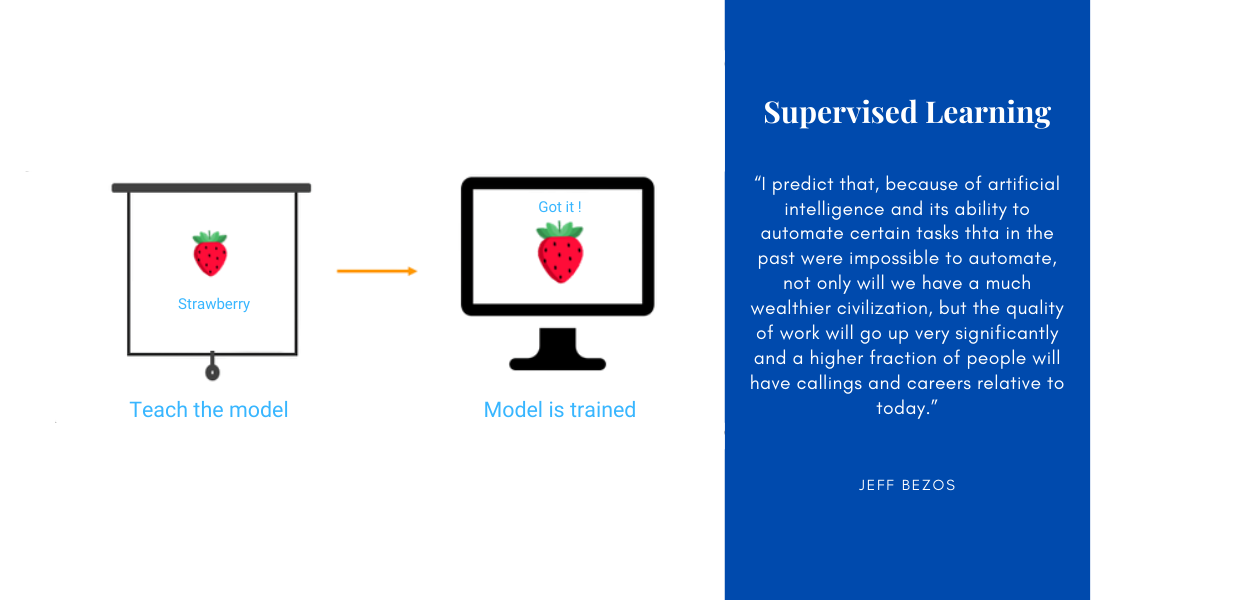 Strawberry
Teach the model
Got it !
Model is trained
Supervised Learning
“I predict that, because of artificial
intelligence and its ability to
automate certain tasks thta in the
past were impossible to automate,
not only will we have a much
wealthier civilization, but the quality
of work will go up very significantly
and a higher fraction of people will
have callings and careers relative to
today.”
JEFF BEZOS